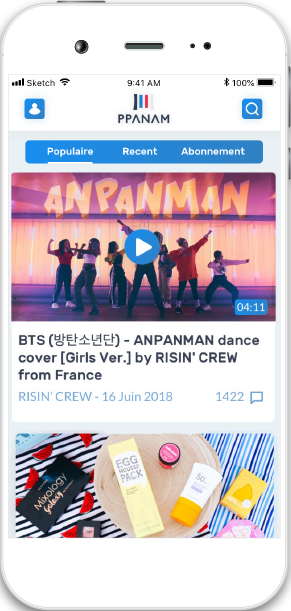 Sketch 9:41 AM 100%
PPANAM
Populaire Recent Abonnement
ANPANMAN
04:11
BTS (방탄소년단) - ANPANMAN dance
cover [Girls Ver.] by RISIN' CREW
from France
RISIN' CREW - 16 Juin 2018 1422
Mixology
Galaxy
EGG
MOUSSE
PACK
50+